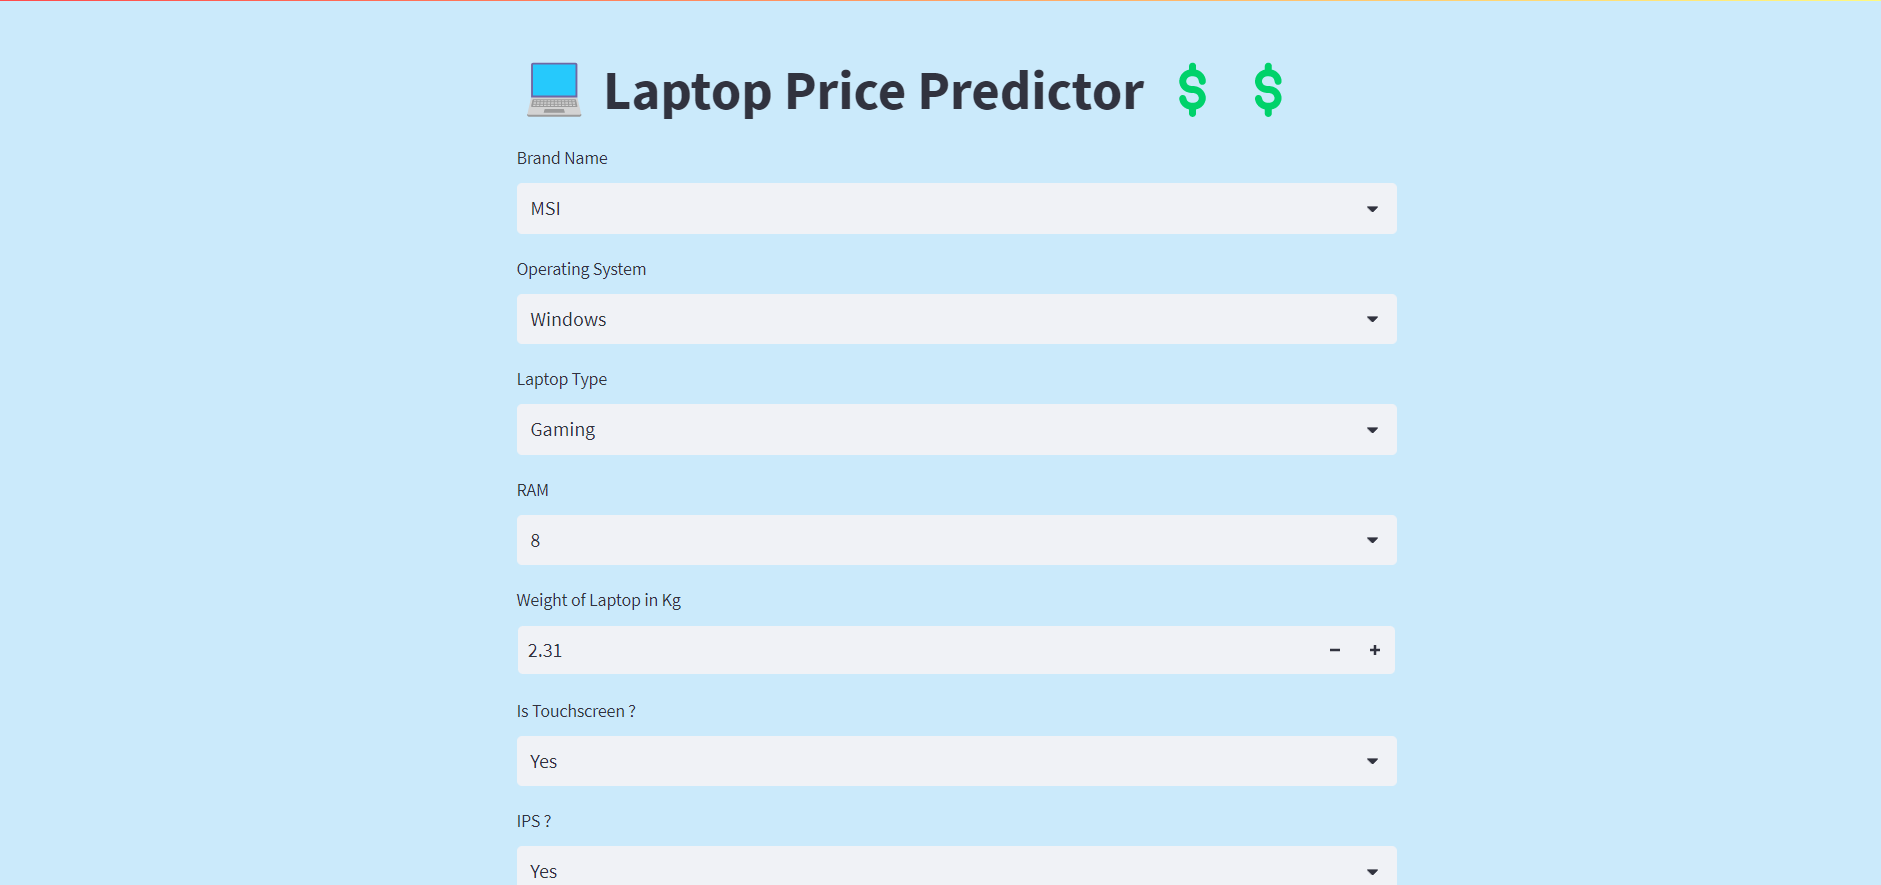 Laptop Price Predictor
Brand Name
MSI
Operating System
Windows
Laptop Type
Gaming
RAM
8
Weight of Laptop in Kg
2.31
Is Touchscreen ?
Yes
IPS ?
Yes